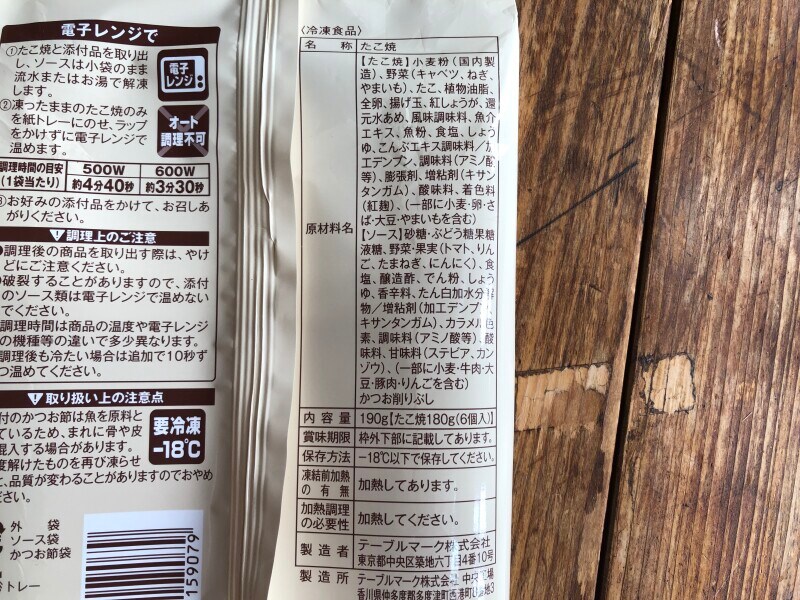 電子レンジで
①たこ焼と添付品を取り出
し、ソースは小袋のまま
流水またはお湯で解凍
します。
電子
レンジ
②凍ったままのたこ焼のみ
を紙トレーにのせ、ラップ
をかけずに電子レンジで
温めます。
オート
調理不可
調理時間の目安
(1袋当たり)
500W
約4分40秒
600W
約3分30秒
③お好みの添付品をかけて、お召しあ
がりください。
調理上のご注意
●調理後の商品を取り出す際は、やけ
どにご注意ください。
破裂することがありますので、添付
のソース類は電子レンジで温めない
でください。
調理時間は商品の温度や電子レンジ
の機種等の違いで多少異なります。
調理後も冷たい場合は追加で10秒ず
つ温めてください。
取り扱い上の注意点
付のかつお節は魚を原料と
ているため、まれに骨や皮
混入する場合があります。
度解けたものを再び凍らせ
と、品質が変わることがありますのでおやめ
ださい。
要冷凍
-18℃
外 袋
ソース袋
かつお節袋
トレー
159079
〈冷凍食品〉
名 称 たこ焼
原材料名
【たこ焼】小麦粉(国内製
造)、野菜(キャベツ、ねぎ、
やまいも)、たこ、植物油脂、
全卵、揚げ玉、紅しょうが、還
元水あめ、風味調味料、魚介
エキス、魚粉、食塩、しょう
ゆ、こんぶエキス調味料/加
工デンプン、調味料(アミノ酸
等)、膨張剤、増粘剤(キサン
タンガム)、酸味料、着色料
(紅麹)、(一部に小麦・卵・さ
ば・大豆・やまいもを含む)
【ソース】砂糖・ぶどう糖果糖
液糖、野菜・果実(トマト、りん
ご、たまねぎ、にんにく)、食
塩、醸造酢、でん粉、しょう
ゆ、香辛料、たん白加水分解
物/増粘剤(加工デンプン、
キサンタンガム)、カラメル色
素、調味料(アミノ酸等)、酸
味料、甘味料(ステビア、カン
ゾウ)、(一部に小麦・牛肉・大
豆・豚肉・りんごを含む)
かつお削りぶし
内 容 量 190g【たこ焼180g(6個入)】
賞味期限 枠外下部に記載してあります。
保存方法 -18℃以下で保存してください。
凍結前加熱
の 有 無
加熱してあります。
加熱調理
の必要性
加熱してください。
製 造 者
テーブルマーク株式会社
東京都中央区築地六丁目4番10号
製 造 所
テーブルマーク株式会社 中央工場
香川県仲多度郡多度津町西港町